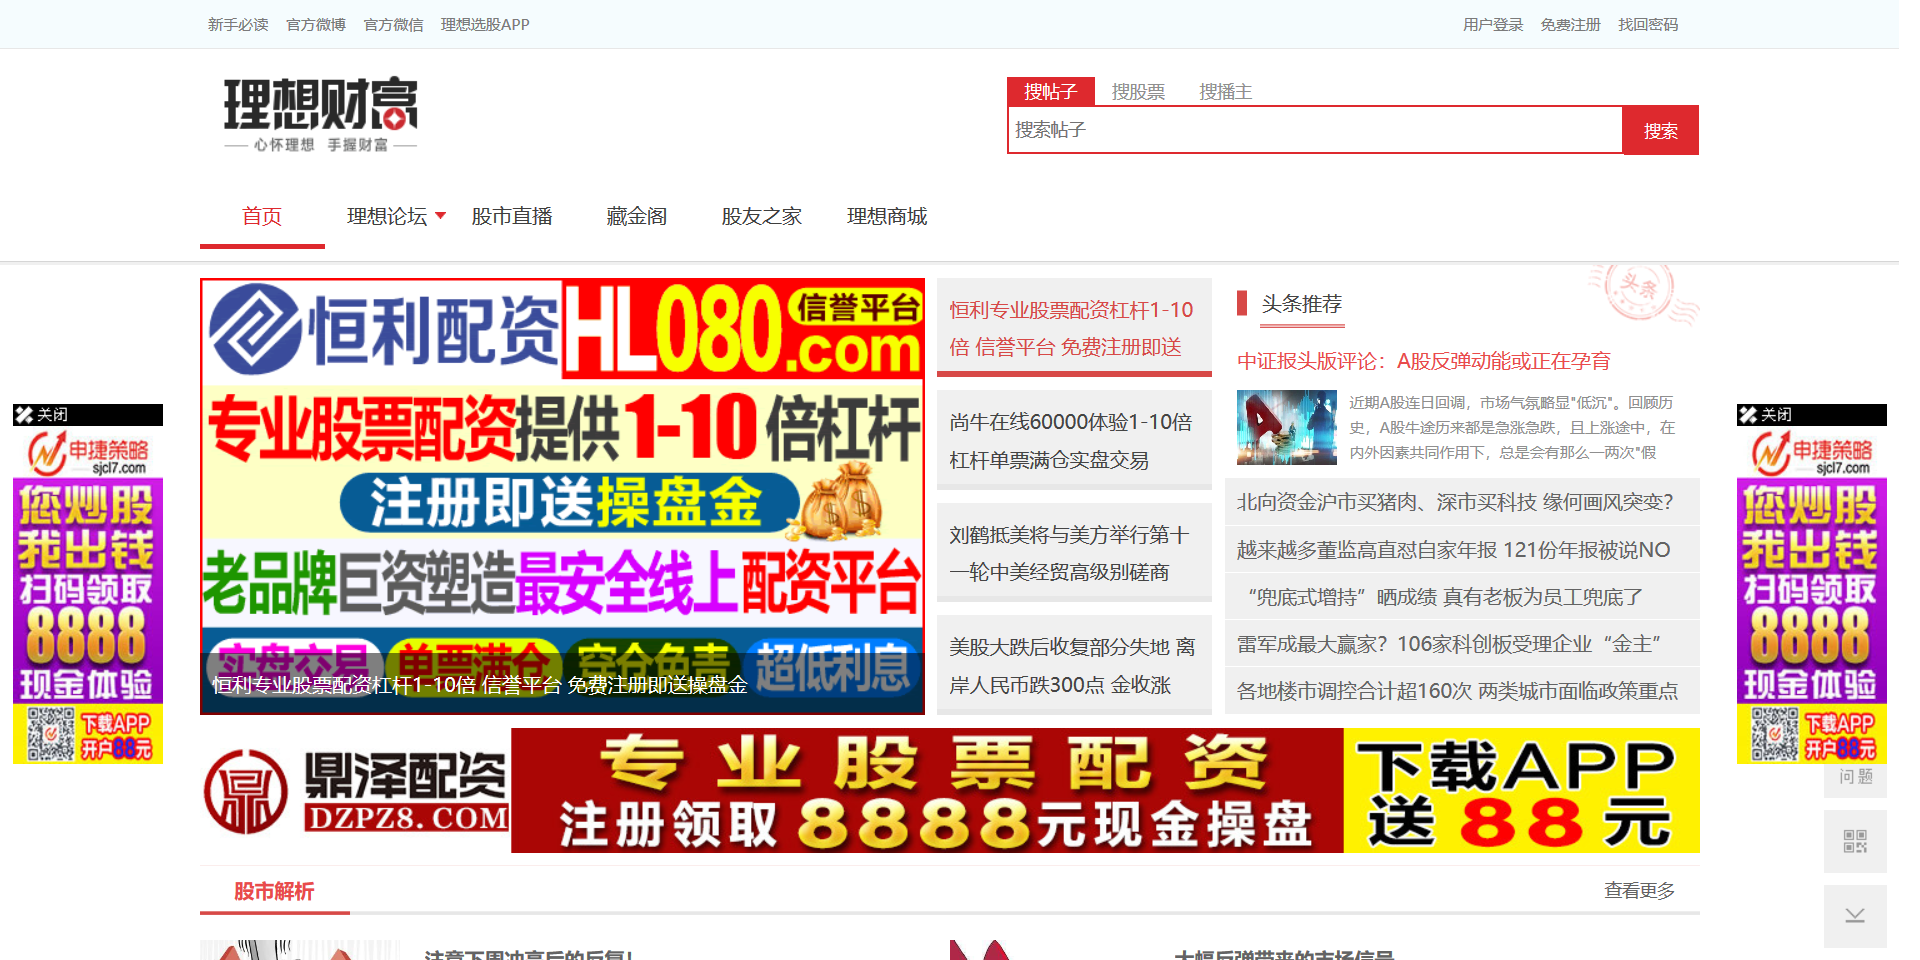 新手必读 官方微博 官方微信 理想选股APP
用户登录 免费注册 找回密码
理想财富
心怀理想 手握财富
搜帖子 搜股票 搜播主
搜索帖子
搜索
首页 理想论坛 股市直播 藏金阁 股友之家 理想商城
恒利配资 HL080.com 信誉平台
专业股票配资提供1-10倍杠杆
注册即送操盘金
老品牌巨资塑造最安全线上配资平台
实盘交易 单票满仓 穿仓免责 超低利息
恒利专业股票配资杠杆1-10倍 信誉平台 免费注册即送操盘金
恒利专业股票配资杠杆1-10
倍 信誉平台 免费注册即送
尚牛在线60000体验1-10倍
杠杆单票满仓实盘交易
刘鹤抵美将与美方举行第十
一轮中美经贸高级别磋商
美股大跌后收复部分失地 离
岸人民币跌300点 金收涨
头条推荐
头条
中证报头版评论：A股反弹动能或正在孕育
近期A股连日回调，市场气氛略显"低沉"。回顾历
史，A股牛途历来都是急涨急跌，且上涨途中，在
内外因素共同作用下，总是会有那么一两次"假
北向资金沪市买猪肉、深市买科技 缘何画风突变?
越来越多董监高直怼自家年报 121份年报被说NO
“兜底式增持”晒成绩 真有老板为员工兜底了
雷军成最大赢家？106家科创板受理企业“金主”
各地楼市调控合计超160次 两类城市面临政策重点
关闭
申捷策略
sjcl7.com
您炒股
我出钱
扫码领取
8888
现金体验
下载APP
开户88元
关闭
申捷策略
sjcl7.com
您炒股
我出钱
扫码领取
8888
现金体验
下载APP
开户88元
问题
鼎泽配资
DZPZ8.COM
专业股票配资
注册领取8888元现金操盘
下载APP
送88元
股市解析
查看更多
注意下周冲高后的反复!
大幅反弹带来的市场信号